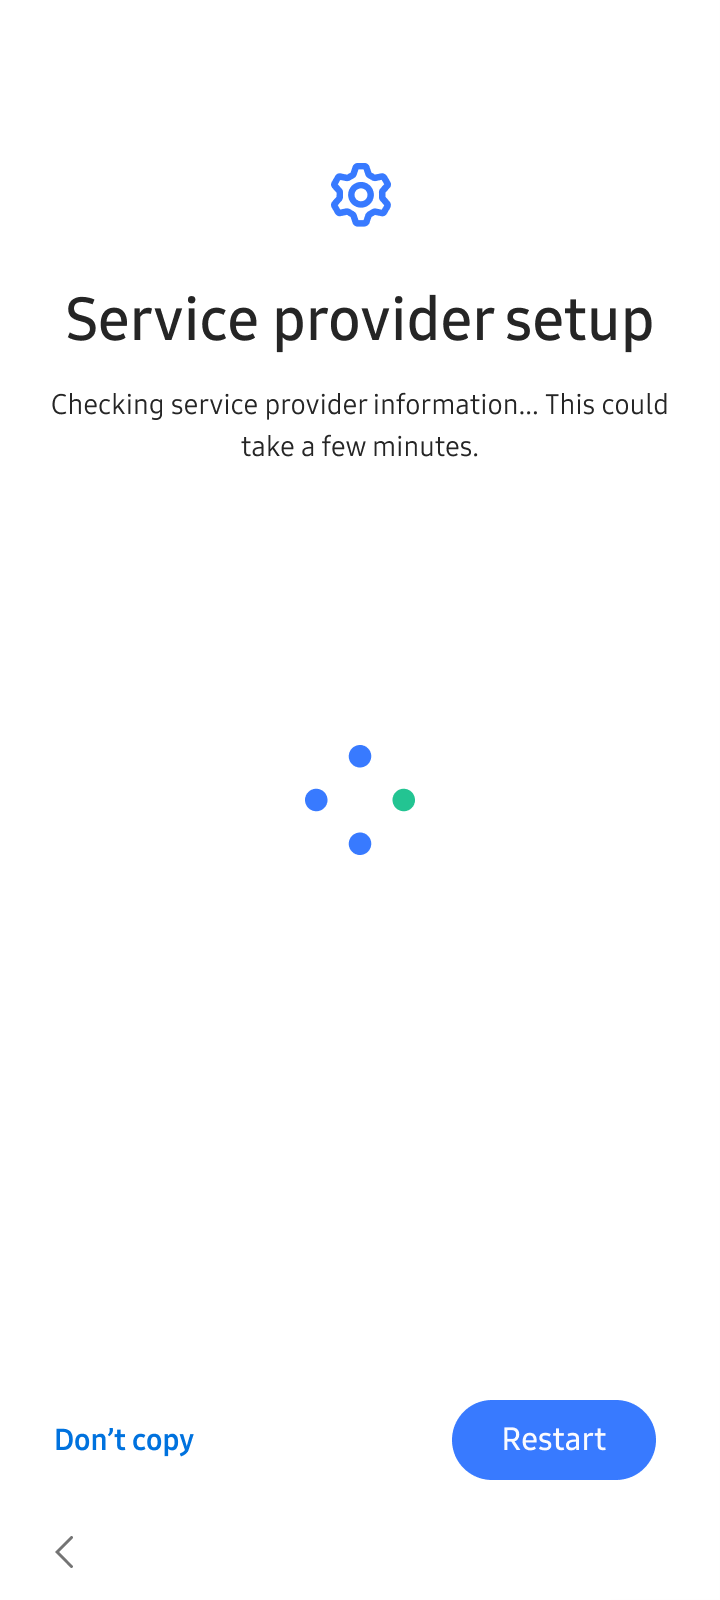 Service provider setup
Checking service provider information... This could
take a few minutes.
Don’t copy
Restart